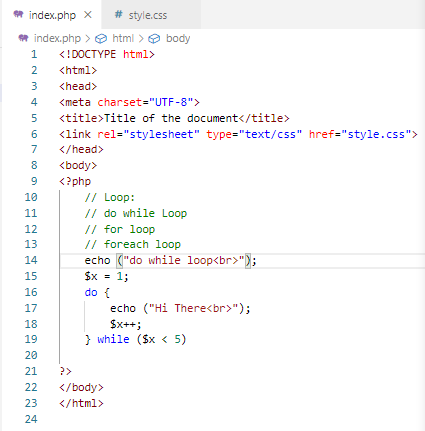 index.php × # style.css
index.php > html > body
1 <!DOCTYPE html>
2 <html>
3 <head>
4 <meta charset="UTF-8">
5 <title>Title of the document</title>
6 <link rel="stylesheet" type="text/css" href="style.css">
7 </head>
8 <body>
9 <?php
10     // Loop:
11     // do while Loop
12     // for loop
13     // foreach loop
14     echo ("do while loop<br>");
15     $x = 1;
16     do {
17         echo ("Hi There<br>");
18         $x++;
19     } while ($x < 5)
20
21 ?>
22 </body>
23 </html>
24